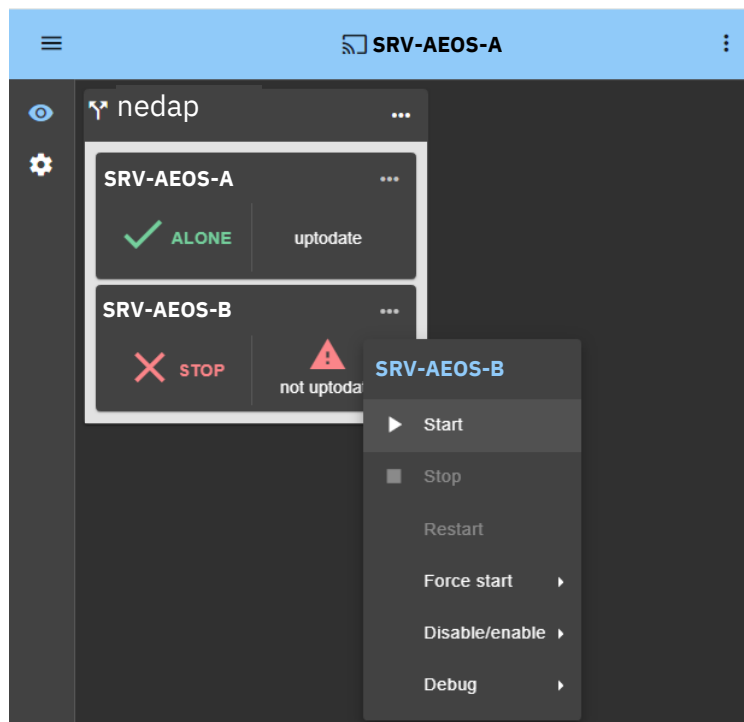 SRV-AEOS-A
nedap
SRV-AEOS-A
ALONE
uptodate
SRV-AEOS-B
STOP
not uptodat
SRV-AEOS-B
Start
Stop
Restart
Force start
Disable/enable
Debug